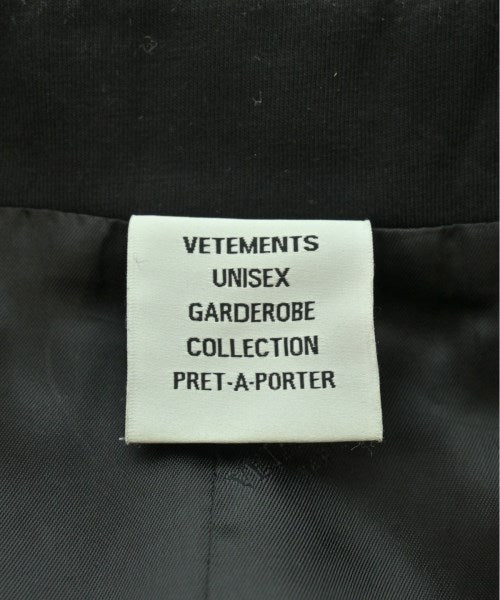 VETEMENTS
UNISEX
GARDEROBE
COLLECTION
PRET-A-PORTER